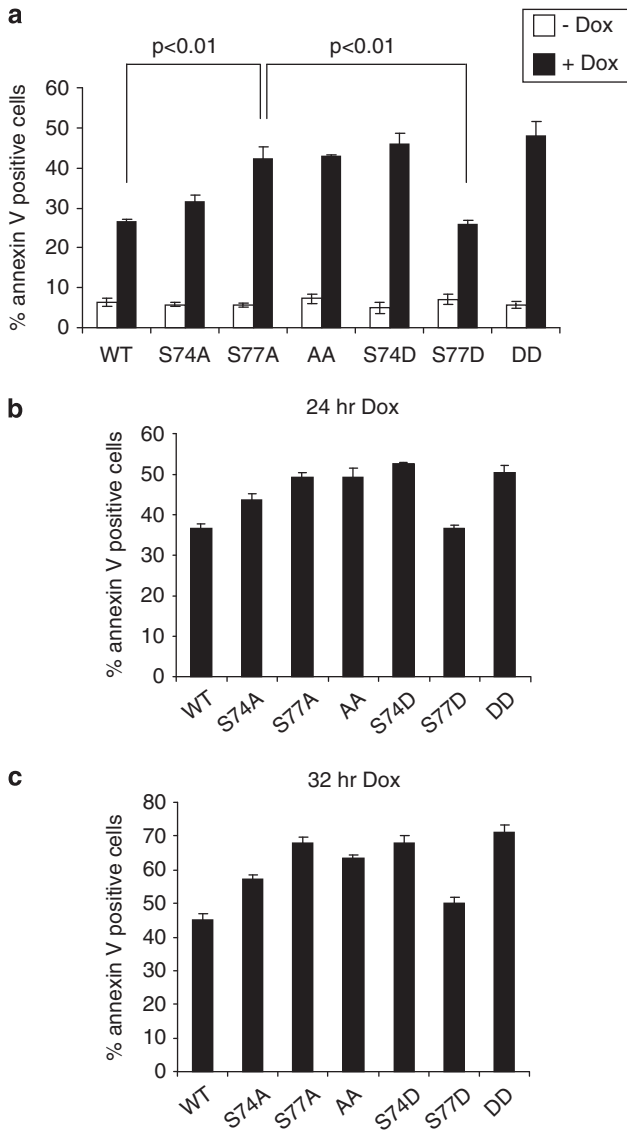 a
p<0.01
p<0.01
- Dox
+ Dox
% annexin V positive cells
60
50
40
30
20
10
0
WT S74A S77A AA S74D S77D DD
b
24 hr Dox
% annexin V positive cells
60
50
40
30
20
10
0
WT S74A S77A AA S74D S77D DD
c
32 hr Dox
% annexin V positive cells
80
70
60
50
40
30
20
10
0
WT S74A S77A AA S74D S77D DD